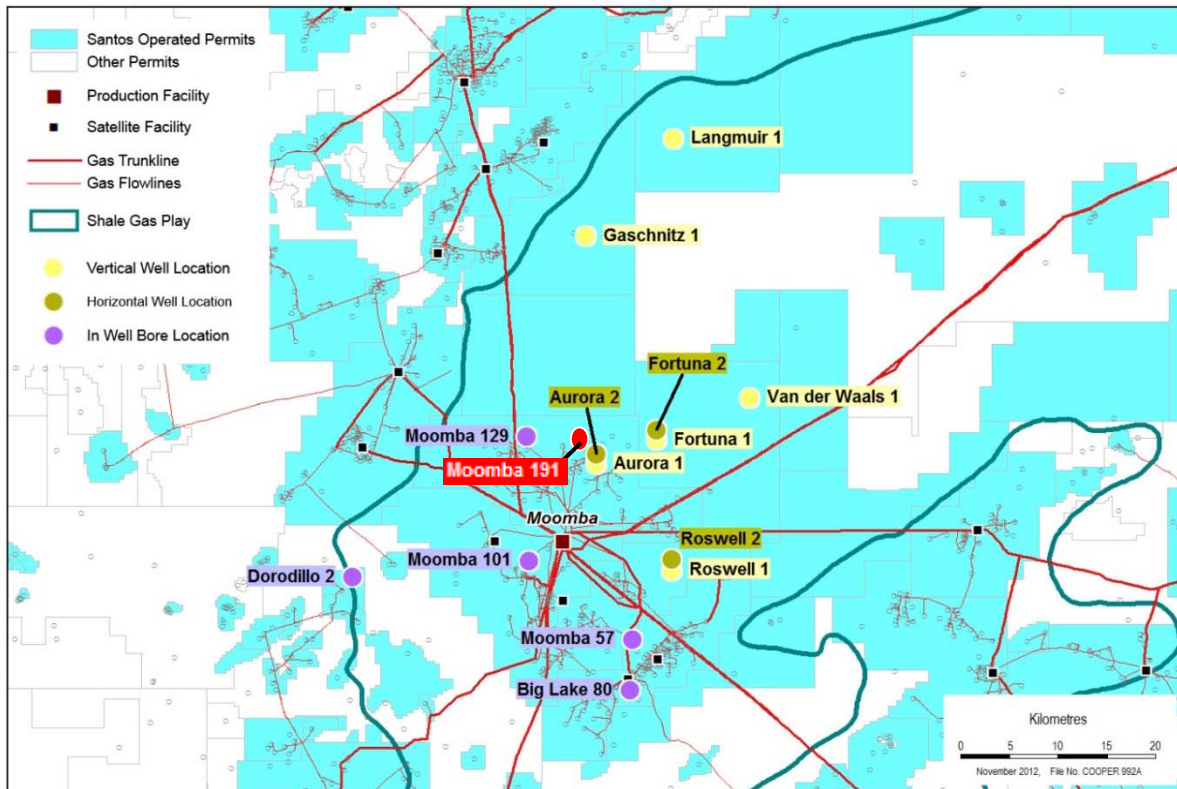 Santos Operated Permits
Other Permits
Production Facility
Satellite Facility
Gas Trunkline
Gas Flowlines
Shale Gas Play
Vertical Well Location
Horizontal Well Location
In Well Bore Location
Langmuir 1
Gaschnitz 1
Fortuna 2
Aurora 2
Van der Waals 1
Moomba 129
Fortuna 1
Moomba 191
Aurora 1
Moomba
Roswell 2
Moomba 101
Roswell 1
Dorodillo 2
Moomba 57
Big Lake 80
Kilometres
0 5 10 15 20
November 2012, File No. COOPER 992A